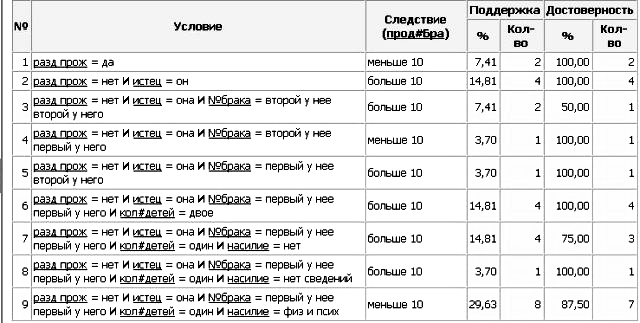 № Условие Следствие (прод#бра) Поддержка Достоверность
% Кол-во % Кол-во
1 разд прож = да меньше 10 7,41 2 100,00 2
2 разд прож = нет И истец = он больше 10 14,81 4 100,00 4
3 разд прож = нет И истец = она И №брака = второй у нее больше 10 7,41 2 50,00 1
второй у него
4 разд прож = нет И истец = она И №брака = второй у нее меньше 10 3,70 1 100,00 1
первый у него
5 разд прож = нет И истец = она И №брака = первый у нее больше 10 3,70 1 100,00 1
второй у него
6 разд прож = нет И истец = она И №брака = первый у нее больше 10 14,81 4 100,00 4
первый у него И кол#детей = двое
7 разд прож = нет И истец = она И №брака = первый у нее больше 10 14,81 4 75,00 3
первый у него И кол#детей = один И насилие = нет
8 разд прож = нет И истец = она И №брака = первый у нее больше 10 3,70 1 100,00 1
первый у него И кол#детей = один И насилие = нет сведений
9 разд прож = нет И истец = она И №брака = первый у нее меньше 10 29,63 8 87,50 7
первый у него И кол#детей = один И насилие = физ и псих